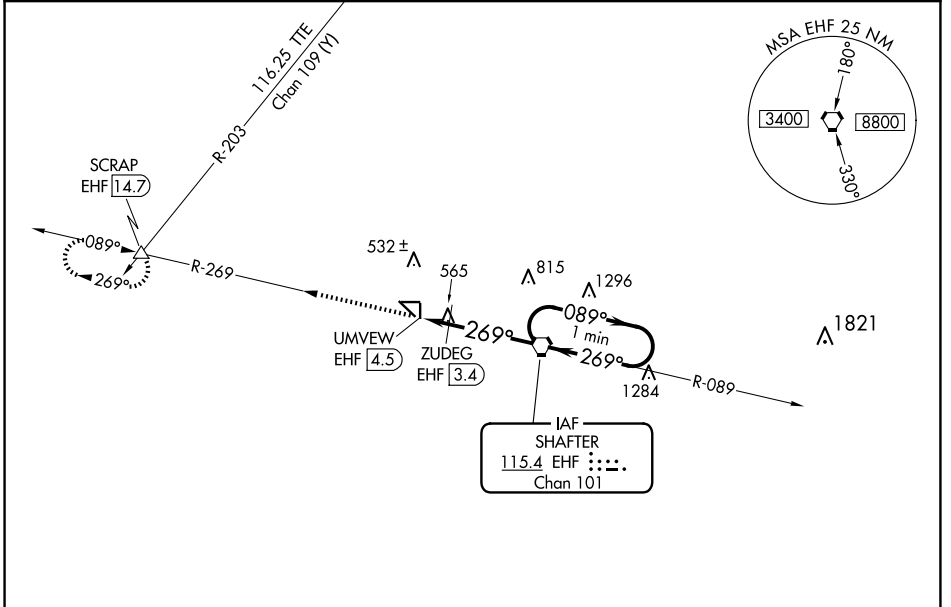 MSA EHF 25 NM
180°
3400
8800
330°
116.25 TTE
Chan 109 (Y)
R-203
SCRAP
EHF 14.7
089°
269°
R-269
532 ±
565
815
1296
1821
UMVEW
EHF 4.5
ZUDEG
EHF 3.4
269°
089°
1 min
269°
1284
R-089
IAF
SHAFTER
115.4 EHF
Chan 101